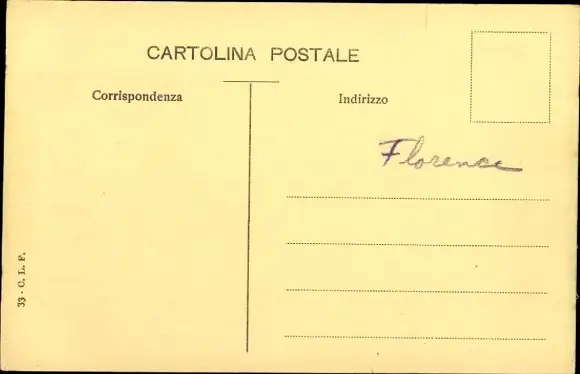 CARTOLINA POSTALE
Corrispondenza
Indirizzo
Florence
33 - C. L. F.